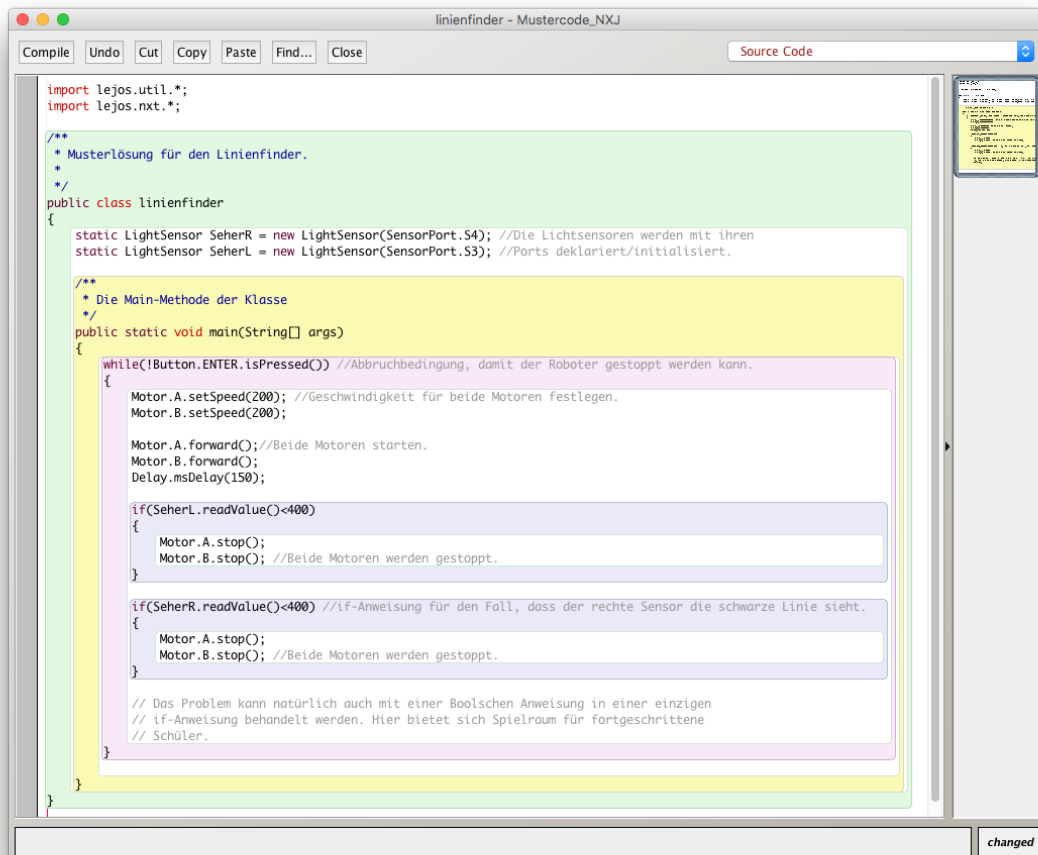 linienfinder - Mustercode_NXJ
Compile Undo Cut Copy Paste Find... Close Source Code
import lejos.util.*;
import lejos.nxt.*;
/**
* Musterlösung für den Linienfinder.
*
*/
public class linienfinder
{
static LightSensor SeherR = new LightSensor(SensorPort.S4); //Die Lichtsensoren werden mit ihren
static LightSensor SeherL = new LightSensor(SensorPort.S3); //Ports deklariert/initialisiert.
/**
* Die Main-Methode der Klasse
*/
public static void main(String[] args)
{
while(!Button.ENTER.isPressed()) //Abbruchbedingung, damit der Roboter gestoppt werden kann.
{
Motor.A.setSpeed(200); //Geschwindigkeit für beide Motoren festlegen.
Motor.B.setSpeed(200);
Motor.A.forward();//Beide Motoren starten.
Motor.B.forward();
Delay.msDelay(150);
if(SeherL.readValue()<400)
{
Motor.A.stop();
Motor.B.stop(); //Beide Motoren werden gestoppt.
}
if(SeherR.readValue()<400) //if-Anweisung für den Fall, dass der rechte Sensor die schwarze Linie sieht.
{
Motor.A.stop();
Motor.B.stop(); //Beide Motoren werden gestoppt.
}
// Das Problem kann natürlich auch mit einer Boolschen Anweisung in einer einzigen
// if-Anweisung behandelt werden. Hier bietet sich Spielraum für fortgeschrittene
// Schüler.
}
}
}
changed